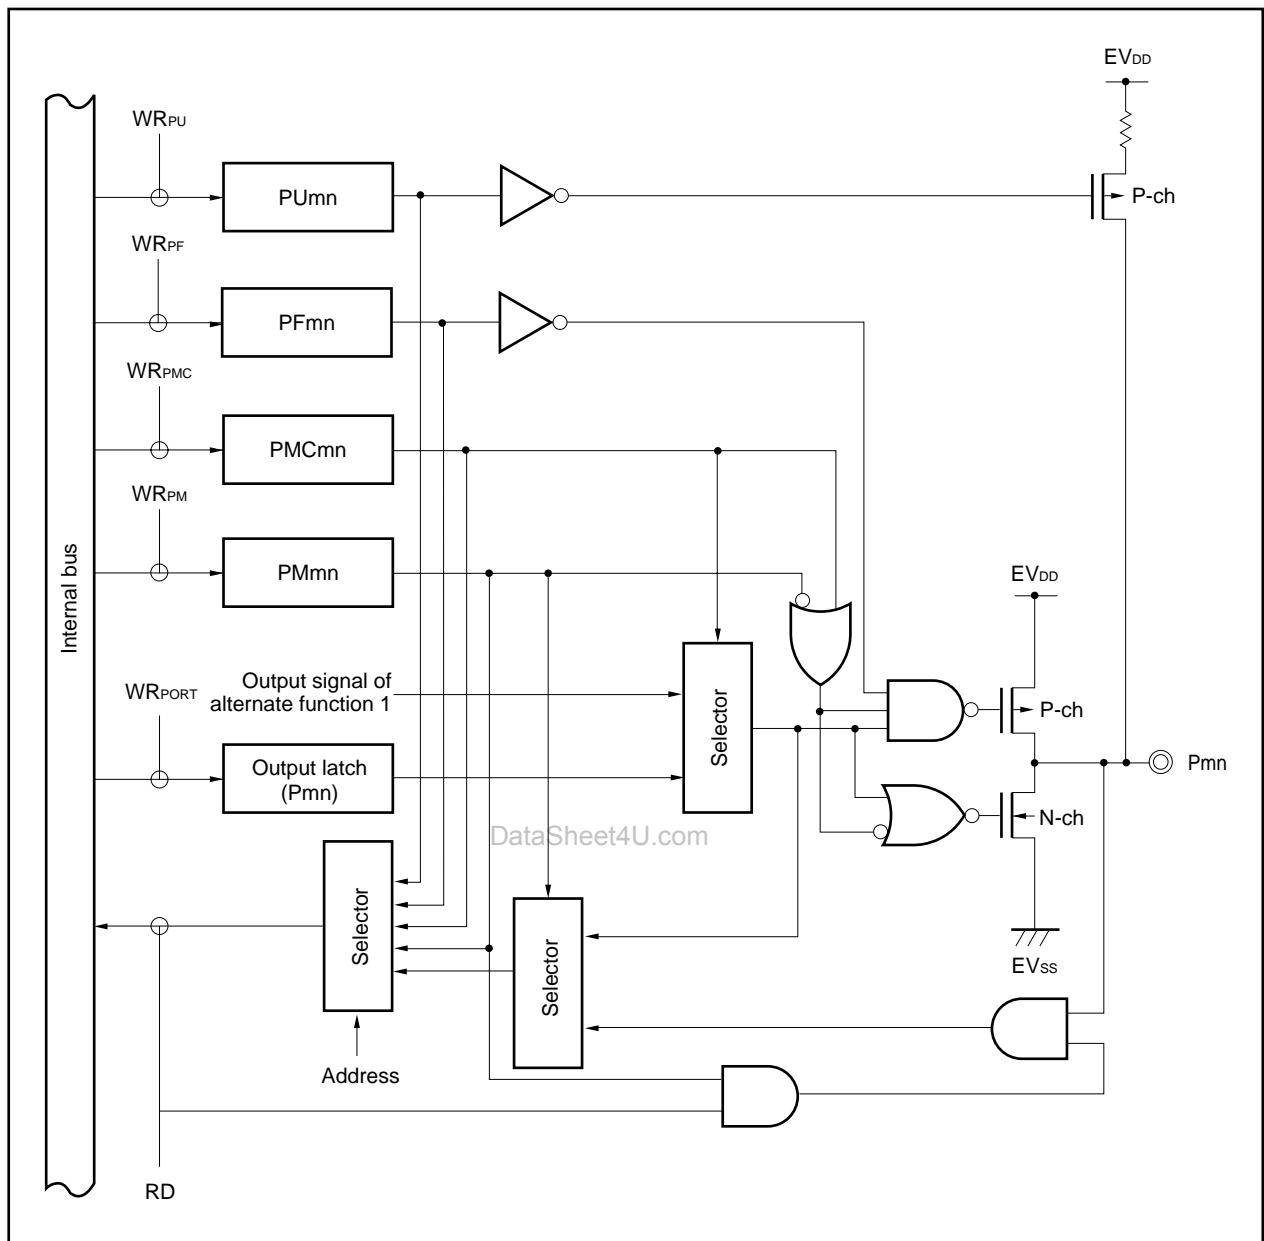 EVDD
WRPU
PUmn
P-ch
WRPF
PFmn
WRPMC
PMCmn
WRPM
PMmn
Internal bus
EVDD
Output signal of
alternate function 1
WRPORT
Selector
P-ch
Output latch
(Pmn)
Pmn
N-ch
DataSheet4U.com
Selector
Selector
EVSS
Address
RD